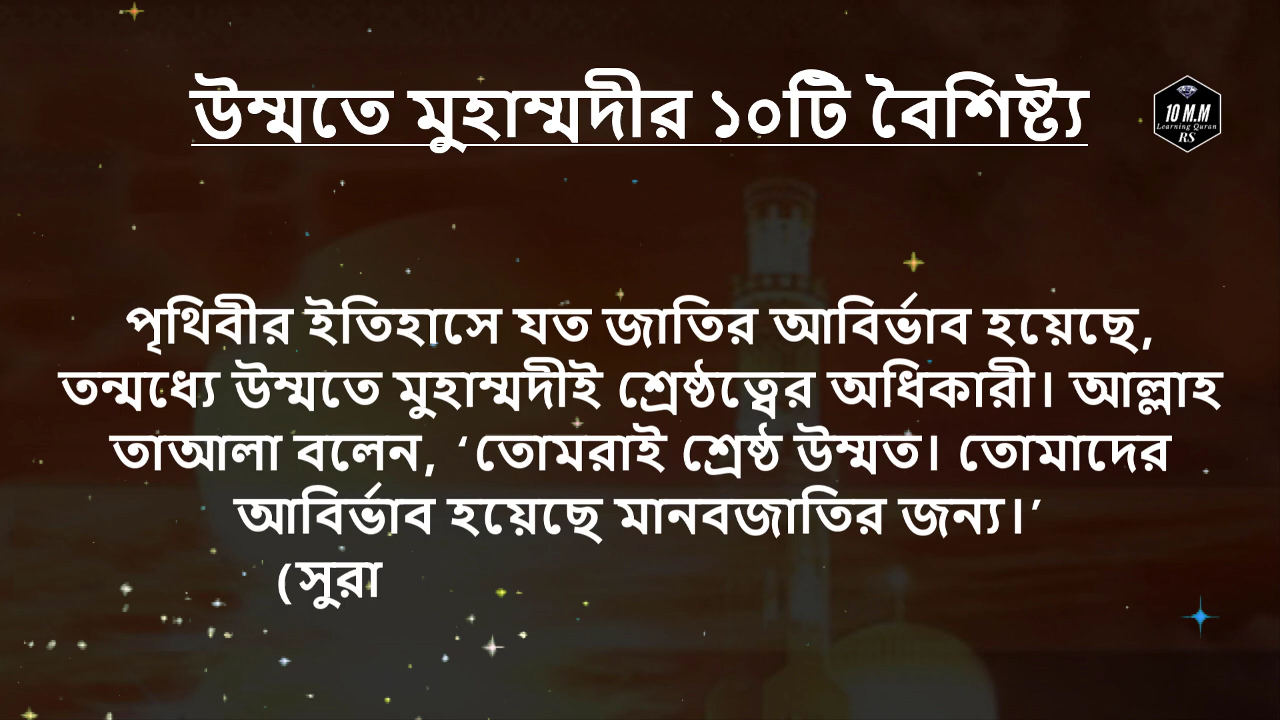 উম্মতে মুহাম্মদীর ১০টি বৈশিষ্ট্য
10 M.M
Learning Quran
RS
পৃথিবীর ইতিহাসে যত জাতির আবির্ভাব হয়েছে,
তন্মধ্যে উম্মতে মুহাম্মদীই শ্রেষ্ঠত্বের অধিকারী। আল্লাহ
তাআলা বলেন, ‘তোমরাই শ্রেষ্ঠ উম্মত। তোমাদের
আবির্ভাব হয়েছে মানবজাতির জন্য।’
(সুরা